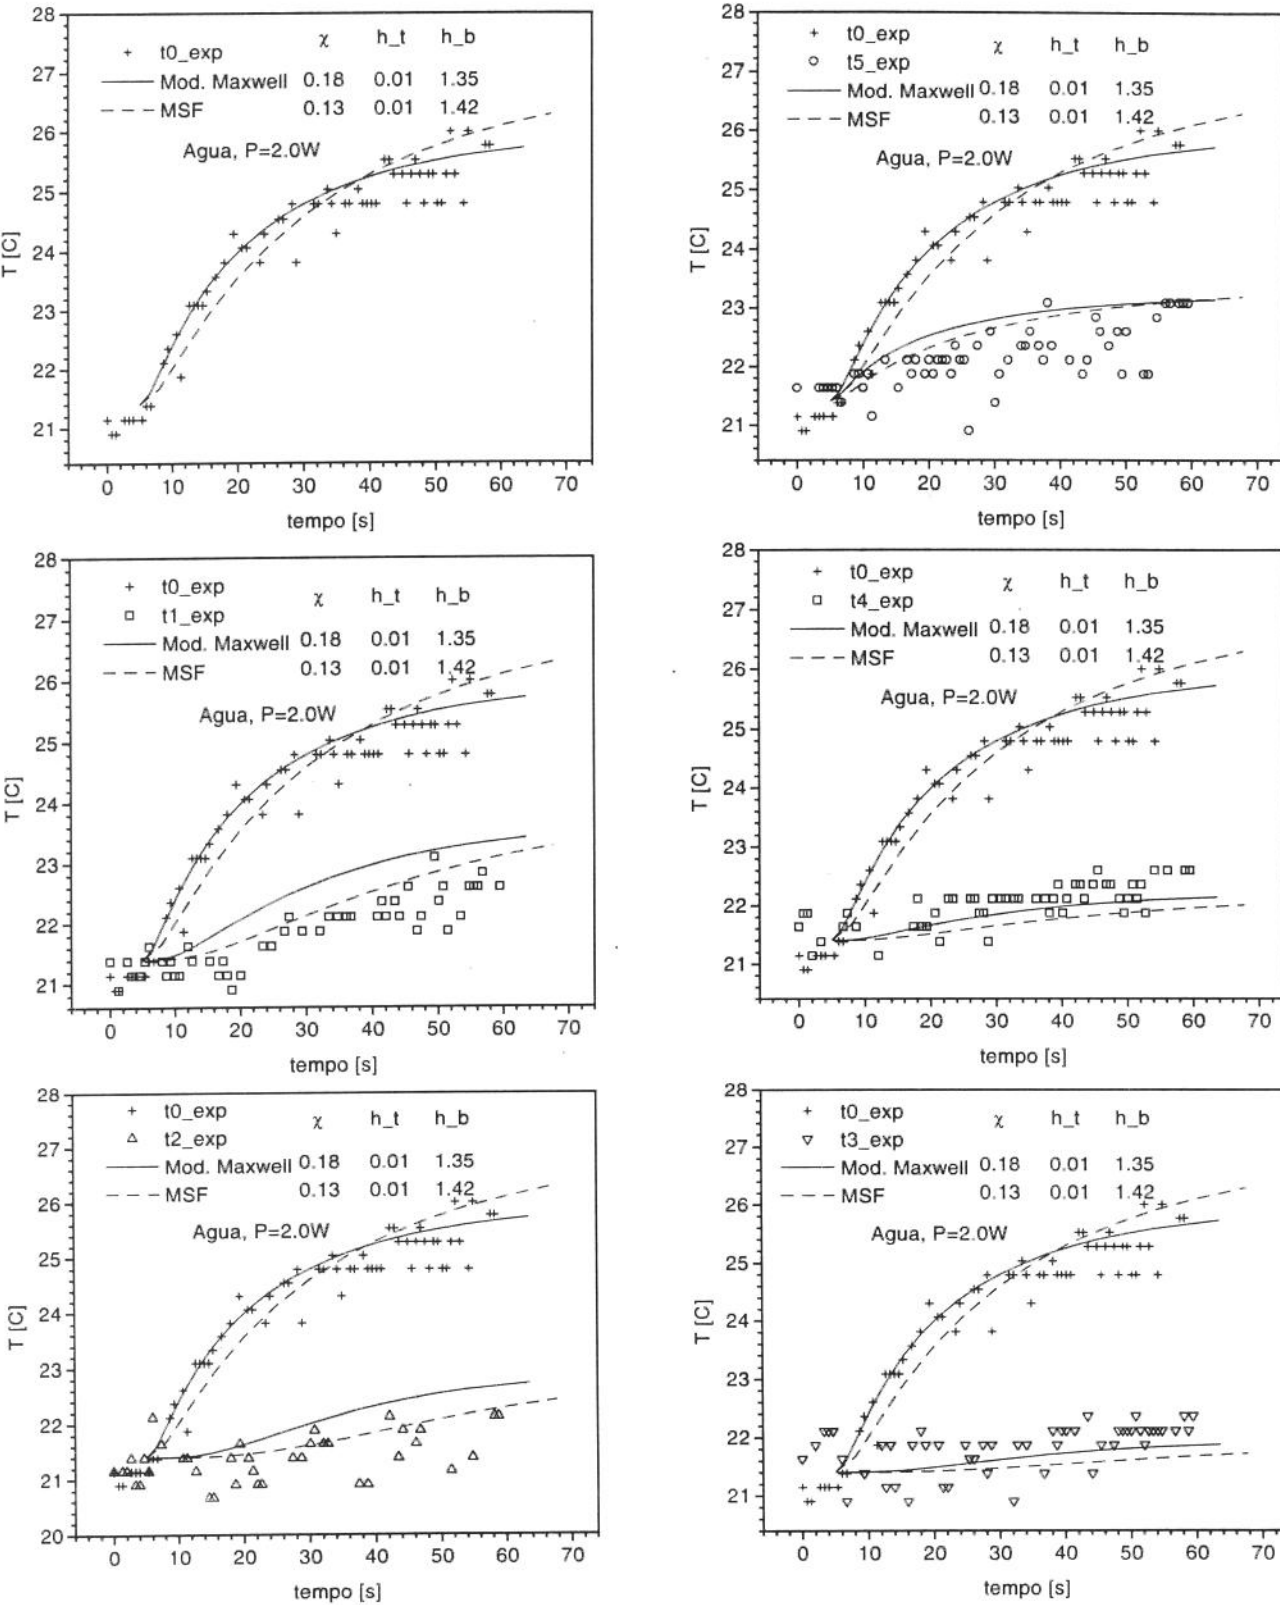 28
27
26
25
24
23
22
21
T [C]
χ h_t h_b
t0_exp
Mod. Maxwell 0.18 0.01 1.35
MSF 0.13 0.01 1.42
Agua, P=2.0W
0 10 20 30 40 50 60 70
tempo [s]
28
27
26
25
24
23
22
21
T [C]
t0_exp χ h_t h_b
t5_exp
Mod. Maxwell 0.18 0.01 1.35
MSF 0.13 0.01 1.42
Agua, P=2.0W
0 10 20 30 40 50 60 70
tempo [s]
28
27
26
25
24
23
22
21
T [C]
t0_exp χ h_t h_b
t1_exp
Mod. Maxwell 0.18 0.01 1.35
MSF 0.13 0.01 1.42
Agua, P=2.0W
0 10 20 30 40 50 60 70
tempo [s]
28
27
26
25
24
23
22
21
T [C]
t0_exp χ h_t h_b
t4_exp
Mod. Maxwell 0.18 0.01 1.35
MSF 0.13 0.01 1.42
Agua, P=2.0W
0 10 20 30 40 50 60 70
tempo [s]
28
27
26
25
24
23
22
21
20
T [C]
t0_exp χ h_t h_b
t2_exp
Mod. Maxwell 0.18 0.01 1.35
MSF 0.13 0.01 1.42
Agua, P=2.0W
0 10 20 30 40 50 60 70
tempo [s]
28
27
26
25
24
23
22
21
T [C]
t0_exp χ h_t h_b
t3_exp
Mod. Maxwell 0.18 0.01 1.35
MSF 0.13 0.01 1.42
Agua, P=2.0W
0 10 20 30 40 50 60 70
tempo [s]